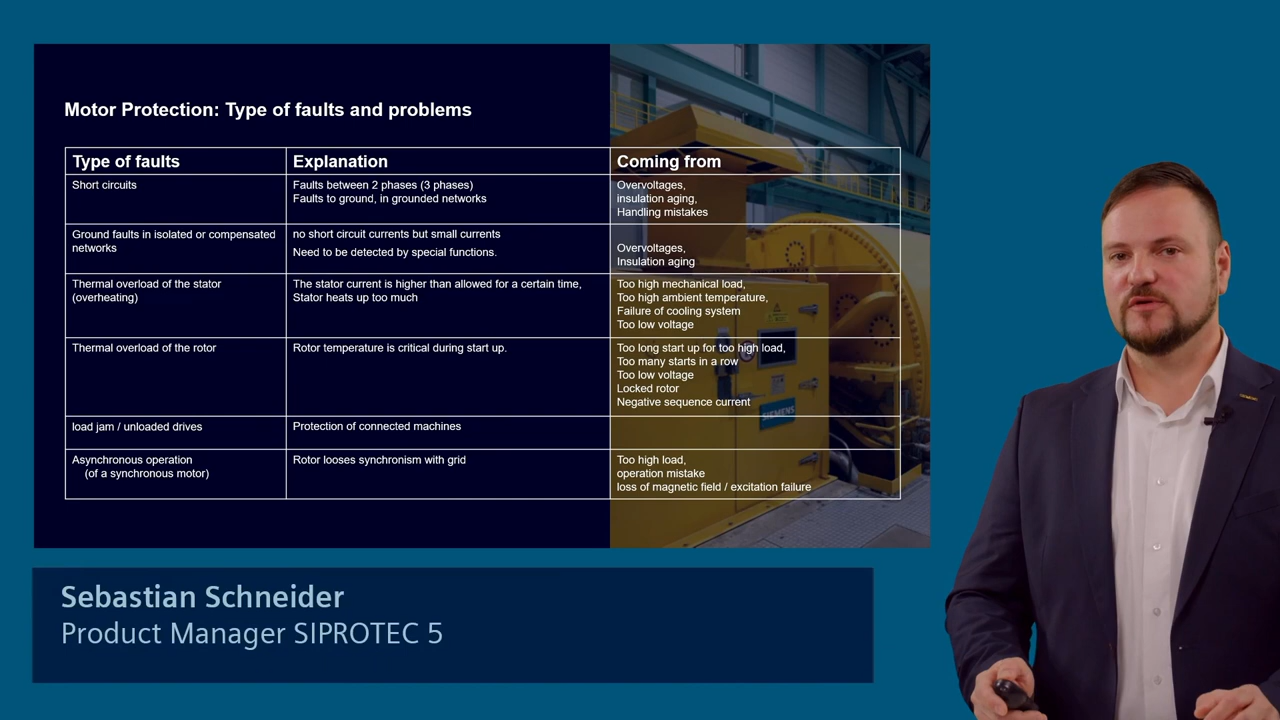 Motor Protection: Type of faults and problems
Type of faults
Explanation
Coming from
Short circuits
Faults between 2 phases (3 phases)
Faults to ground, in grounded networks
Overvoltages,
insulation aging,
Handling mistakes
Ground faults in isolated or compensated
networks
no short circuit currents but small currents
Need to be detected by special functions.
Overvoltages,
Insulation aging
Thermal overload of the stator
(overheating)
The stator current is higher than allowed for a certain time,
Stator heats up too much
Too high mechanical load,
Too high ambient temperature,
Failure of cooling system
Too low voltage
Thermal overload of the rotor
Rotor temperature is critical during start up.
Too long start up for too high load,
Too many starts in a row
Too low voltage
Locked rotor
Negative sequence current
load jam / unloaded drives
Protection of connected machines
Asynchronous operation
(of a synchronous motor)
Rotor looses synchronism with grid
Too high load,
operation mistake
loss of magnetic field / excitation failure
SIEMENS
Sebastian Schneider
Product Manager SIPROTEC 5